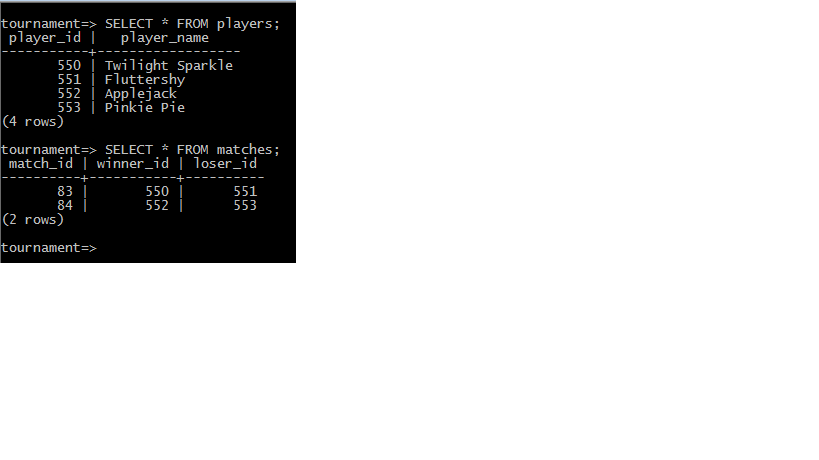 tournament=> SELECT * FROM players;
 player_id |   player_name
-----------+------------------
       550 | Twilight Sparkle
       551 | Fluttershy
       552 | Applejack
       553 | Pinkie Pie
(4 rows)

tournament=> SELECT * FROM matches;
 match_id | winner_id | loser_id
----------+-----------+----------
       83 |       550 |      551
       84 |       552 |      553
(2 rows)

tournament=>